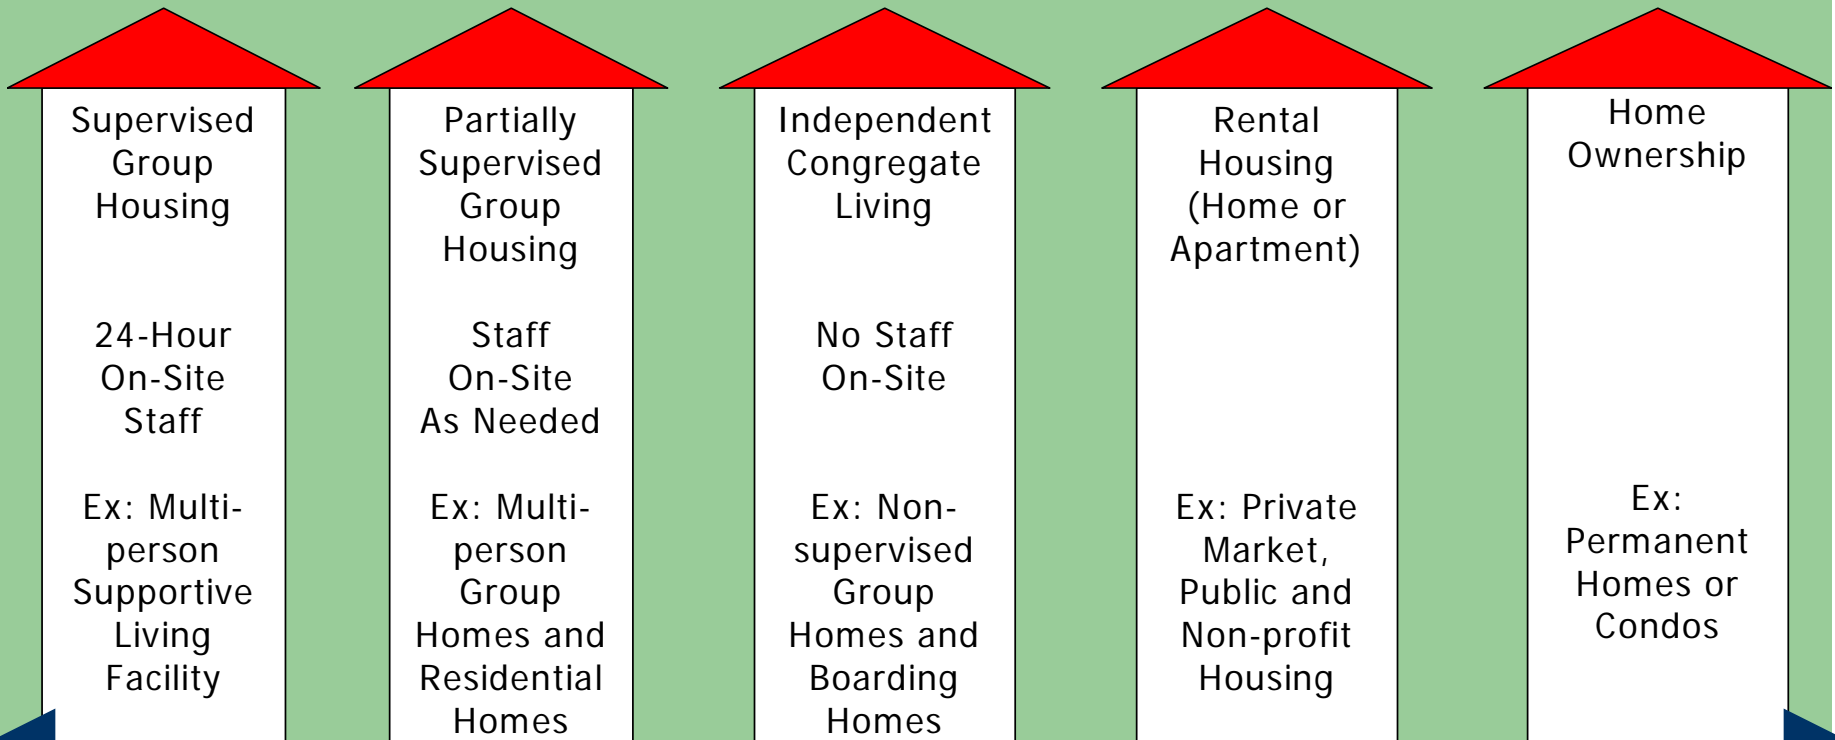 Supervised
Group
Housing
24-Hour
On-Site
Staff
Ex: Multi-
person
Supportive
Living
Facility
Partially
Supervised
Group
Housing
Staff
On-Site
As Needed
Ex: Multi-
person
Group
Homes and
Residential
Homes
Independent
Congregate
Living
No Staff
On-Site
Ex: Non-
supervised
Group
Homes and
Boarding
Homes
Rental
Housing
(Home or
Apartment)
Ex: Private
Market,
Public and
Non-profit
Housing
Home
Ownership
Ex:
Permanent
Homes or
Condos